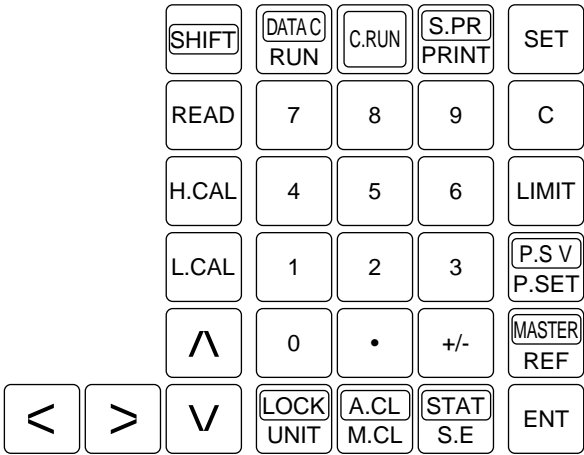 SHIFT DATA C RUN C.RUN S.PR PRINT SET
READ 7 8 9 C
H.CAL 4 5 6 LIMIT
L.CAL 1 2 3 P.S V P.SET
Λ 0 • +/- MASTER REF
< > V LOCK UNIT A.CL M.CL STAT S.E ENT